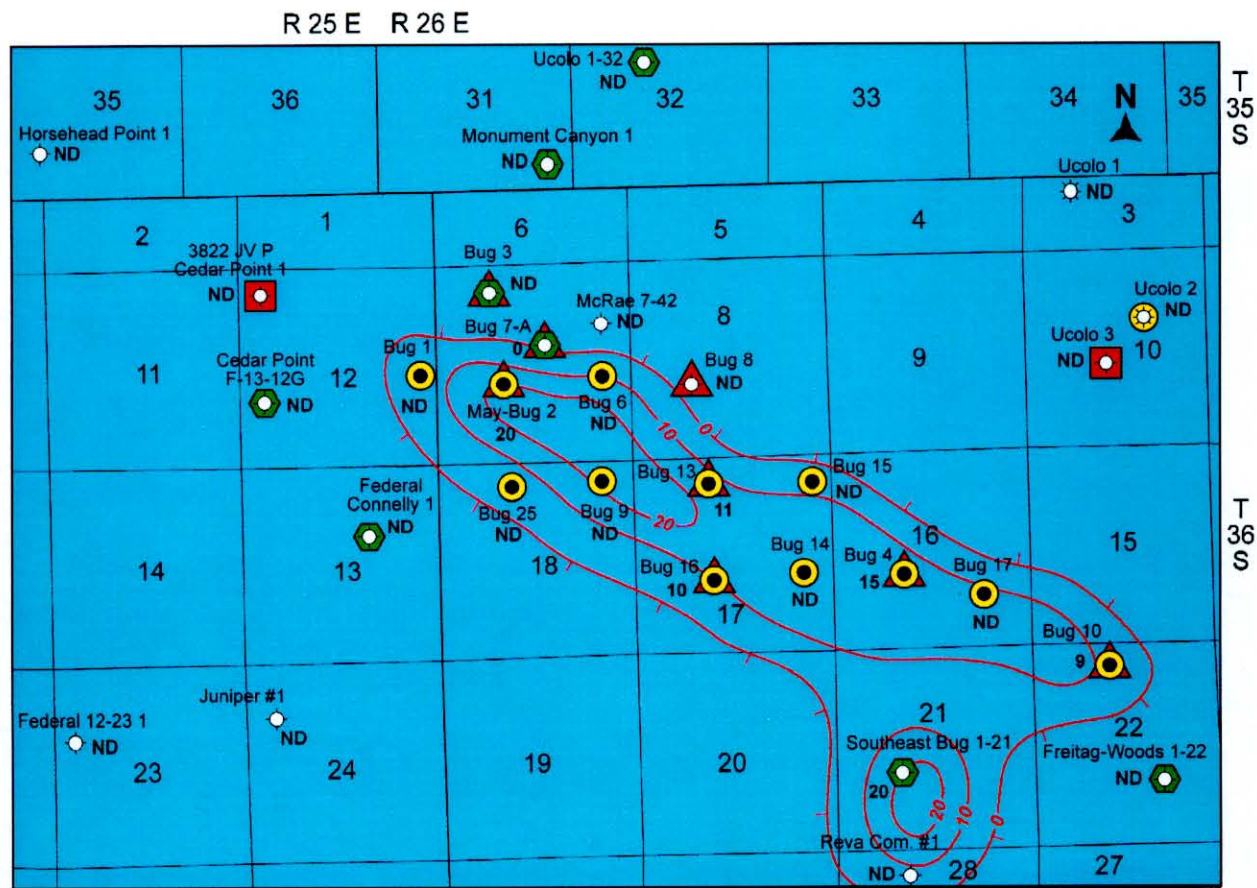 R 25 E R 26 E
35
36
31
Ucolo 1-32
ND
32
33
34
35
T
35
S
N
Horsehead Point 1
ND
Monument Canyon 1
ND
Ucolo 1
ND
2
1
6
5
4
3
3822 JV P
Cedar Point 1
ND
Bug 3
ND
McRae 7-42
ND
8
Ucolo 2
ND
10
Ucolo 3
ND
Bug 7-A
0
11
Cedar Point
F-13-12G
ND
12
Bug 1
ND
May-Bug 2
20
Bug 6
ND
Bug 8
ND
9
10
0
Bug 25
ND
Bug 9
ND
20
Bug 13
11
Bug 15
ND
Federal
Connelly 1
ND
14
13
18
Bug 16
10
17
Bug 14
ND
Bug 4
15
16
Bug 17
ND
15
T
36
S
Bug 10
9
Federal 12-23 1
ND
23
Juniper #1
ND
24
19
20
21
Southeast Bug 1-21
20
20
10
0
22
Freitag-Woods 1-22
ND
Reva Com. #1
ND
28
27